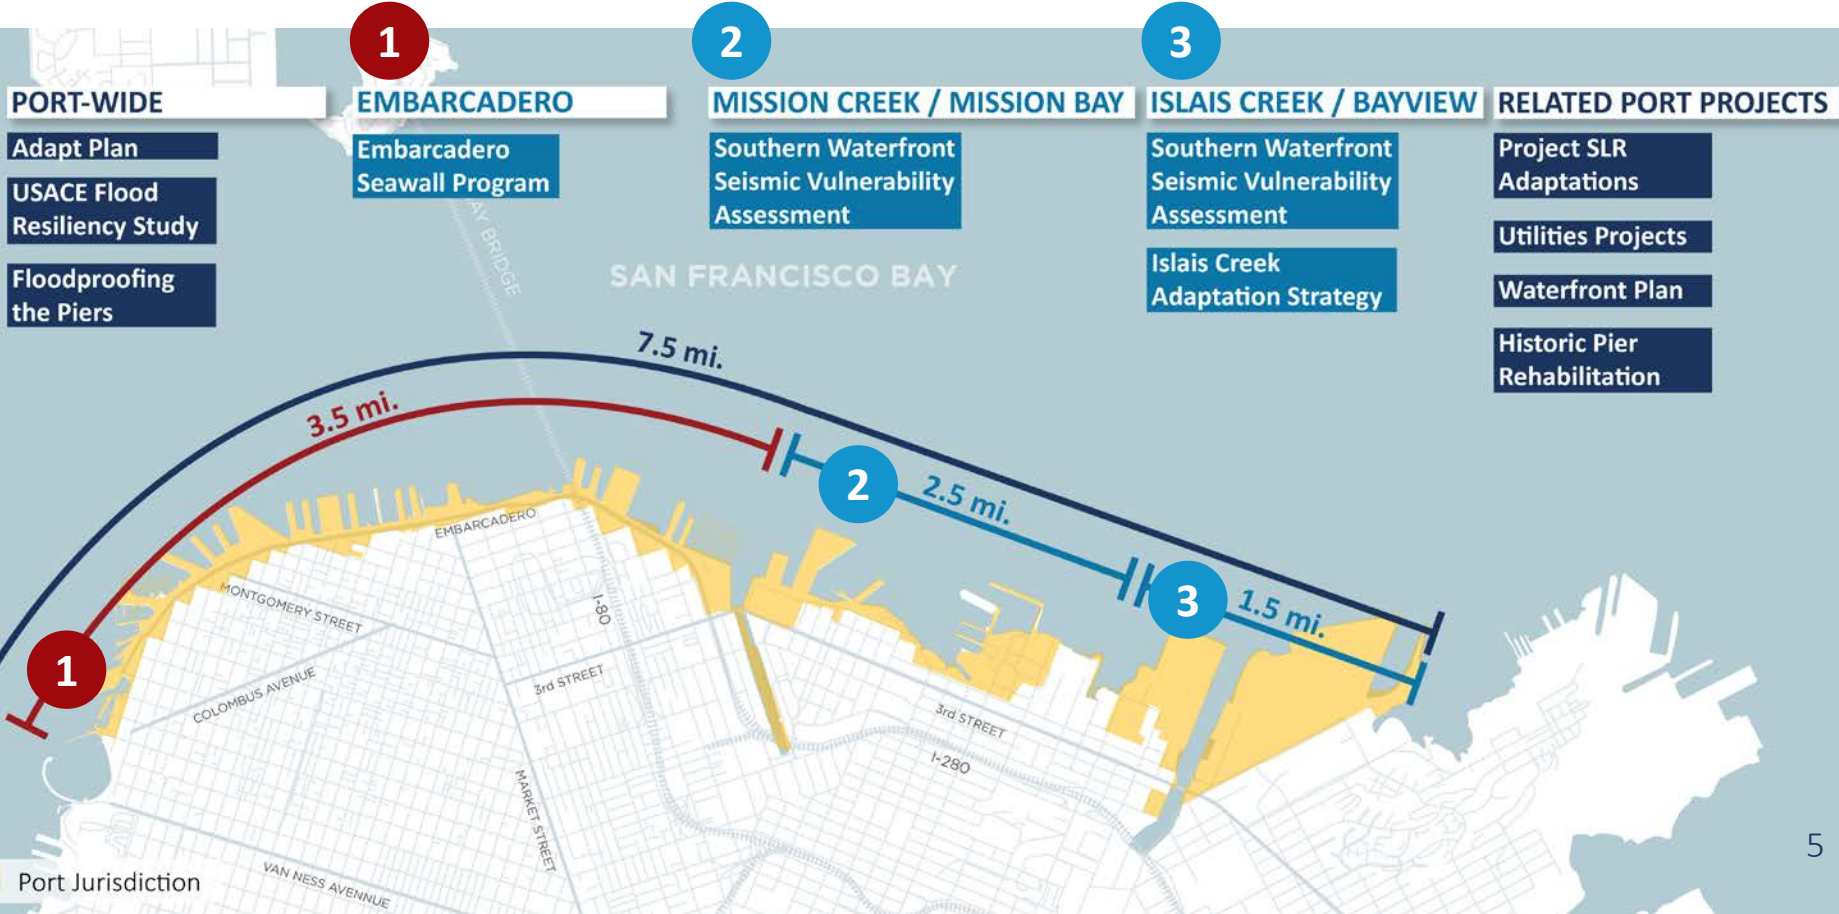 1
2
3
PORT-WIDE
Adapt Plan
USACE Flood
Resiliency Study
Floodproofing
the Piers
EMBARCADERO
Embarcadero
Seawall Program
MISSION CREEK / MISSION BAY
Southern Waterfront
Seismic Vulnerability
Assessment
ISLAIS CREEK / BAYVIEW
Southern Waterfront
Seismic Vulnerability
Assessment
Islais Creek
Adaptation Strategy
RELATED PORT PROJECTS
Project SLR
Adaptations
Utilities Projects
Waterfront Plan
Historic Pier
Rehabilitation
BRIDGE
SAN FRANCISCO BAY
7.5 mi.
3.5 mi.
2
2.5 mi.
3
1.5 mi.
1
EMBARCADERO
MONTGOMERY STREET
I-80
COLOMBUS AVENUE
3rd STREET
3rd STREET
I-280
MARKET STREET
VAN NESS AVENNUE
Port Jurisdiction
5